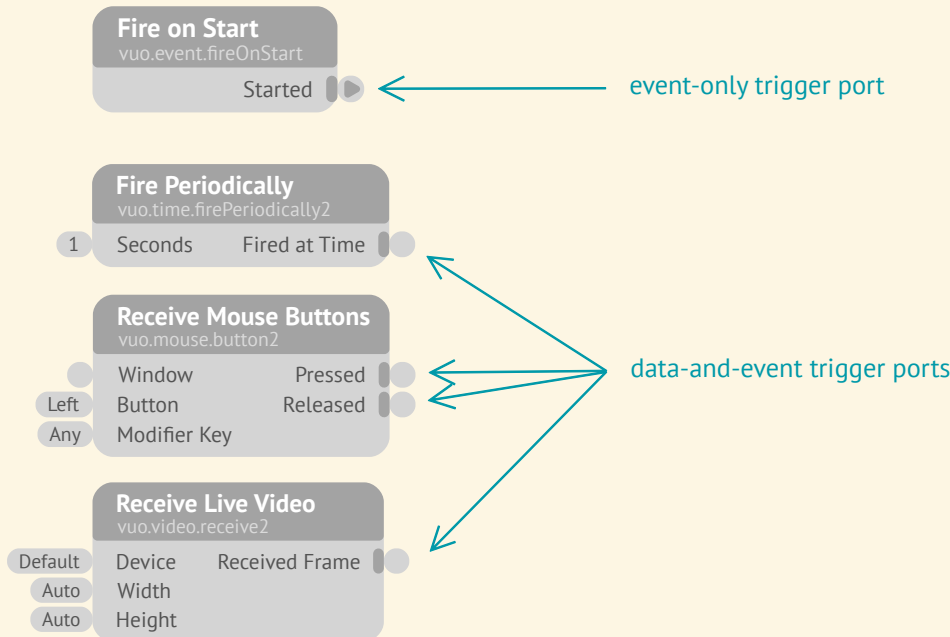 Fire on Start
vuo.event.fireOnStart
Started
event-only trigger port
Fire Periodically
vuo.time.firePeriodically2
1 Seconds Fired at Time
Receive Mouse Buttons
vuo.mouse.button2
Window Pressed
data-and-event trigger ports
Left Button Released
Any Modifier Key
Receive Live Video
vuo.video.receive2
Default Device Received Frame
Auto Width
Auto Height